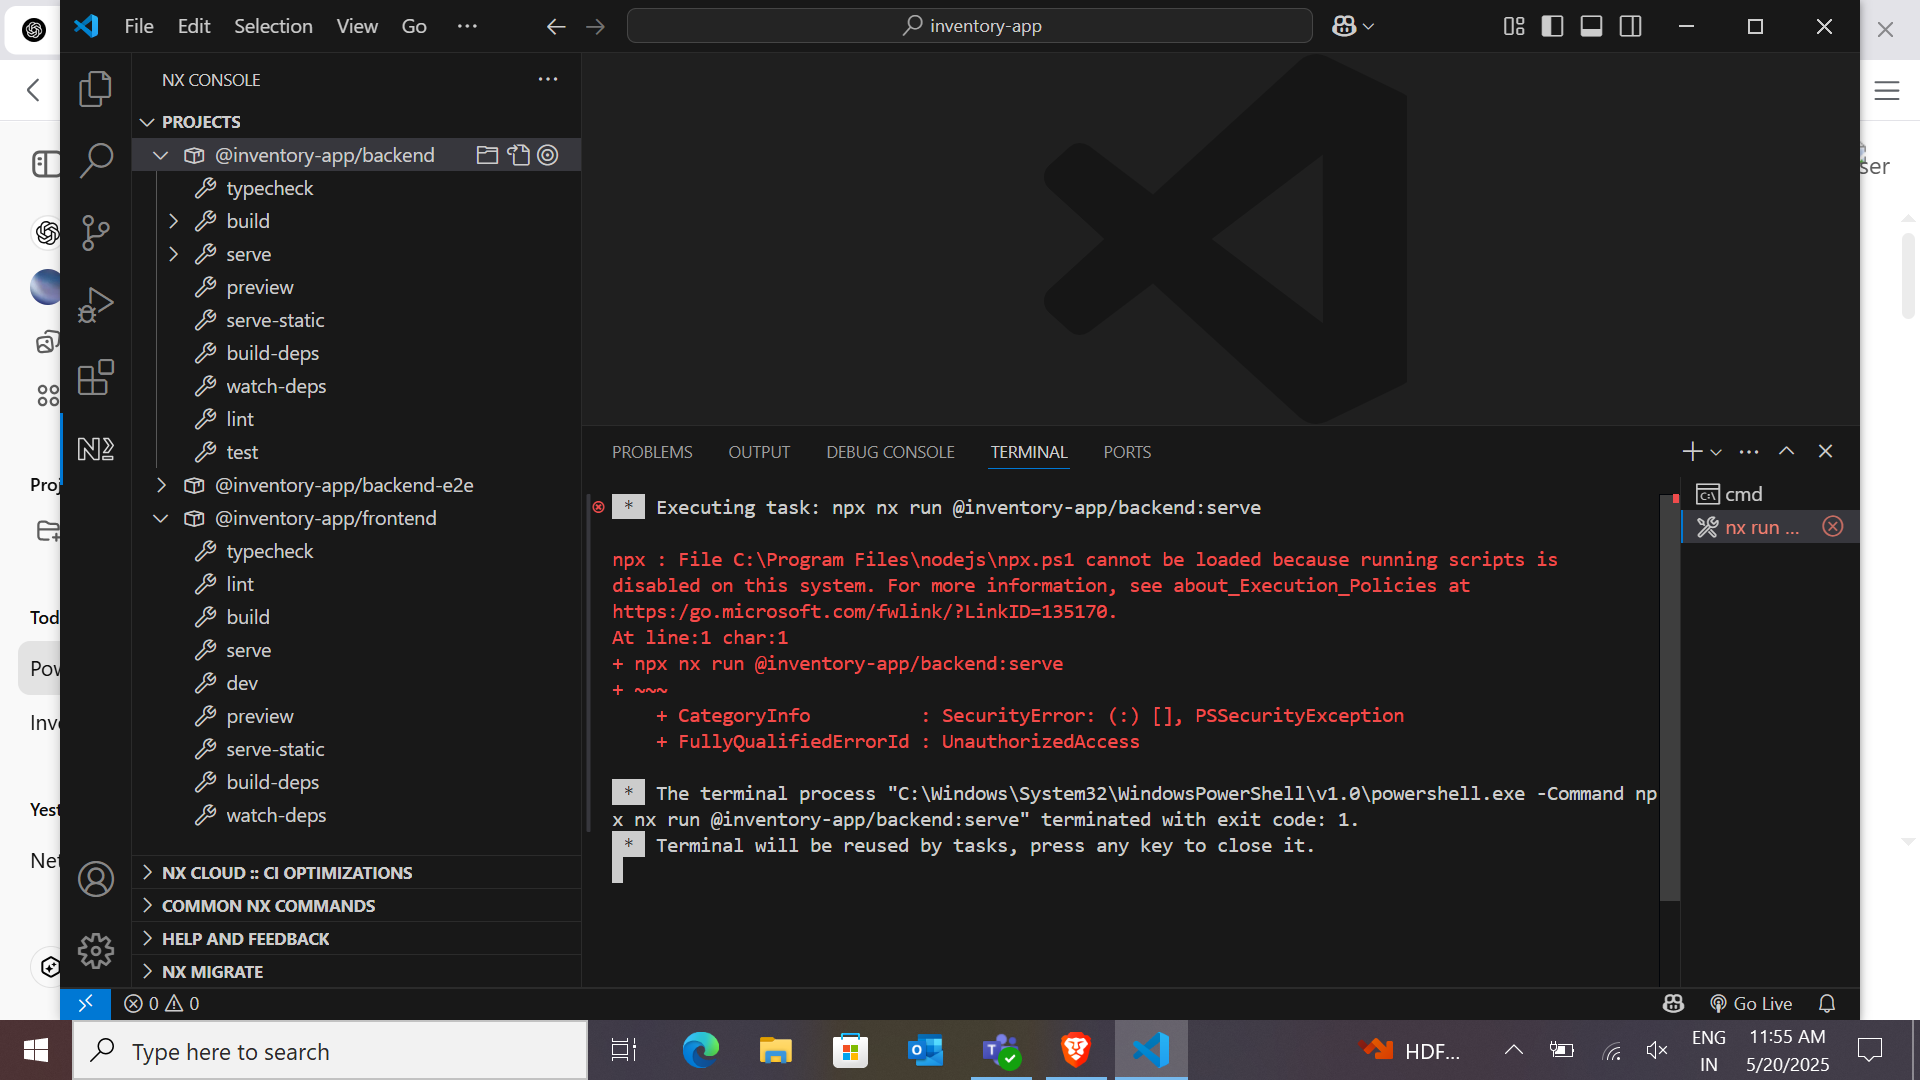 File Edit Selection View Go ···
inventory-app
NX CONSOLE
PROJECTS
@inventory-app/backend
typecheck
build
serve
preview
serve-static
build-deps
watch-deps
lint
test
@inventory-app/backend-e2e
@inventory-app/frontend
typecheck
lint
build
serve
dev
preview
serve-static
build-deps
watch-deps
NX CLOUD :: CI OPTIMIZATIONS
COMMON NX COMMANDS
HELP AND FEEDBACK
NX MIGRATE
PROBLEMS OUTPUT DEBUG CONSOLE TERMINAL PORTS
* Executing task: npx nx run @inventory-app/backend:serve
npx : File C:\Program Files\nodejs\npx.ps1 cannot be loaded because running scripts is
disabled on this system. For more information, see about_Execution_Policies at
https:/go.microsoft.com/fwlink/?LinkID=135170.
At line:1 char:1
+ npx nx run @inventory-app/backend:serve
+ ~~~
+ CategoryInfo : SecurityError: (:) [], PSSecurityException
+ FullyQualifiedErrorId : UnauthorizedAccess
* The terminal process "C:\Windows\System32\WindowsPowerShell\v1.0\powershell.exe -Command np
x nx run @inventory-app/backend:serve" terminated with exit code: 1.
* Terminal will be reused by tasks, press any key to close it.
cmd
nx run ...
ser
Proj
Tod
Pow
Inve
Yest
Net
0 0
Go Live
Type here to search
HDF...
ENG
IN
11:55 AM
5/20/2025